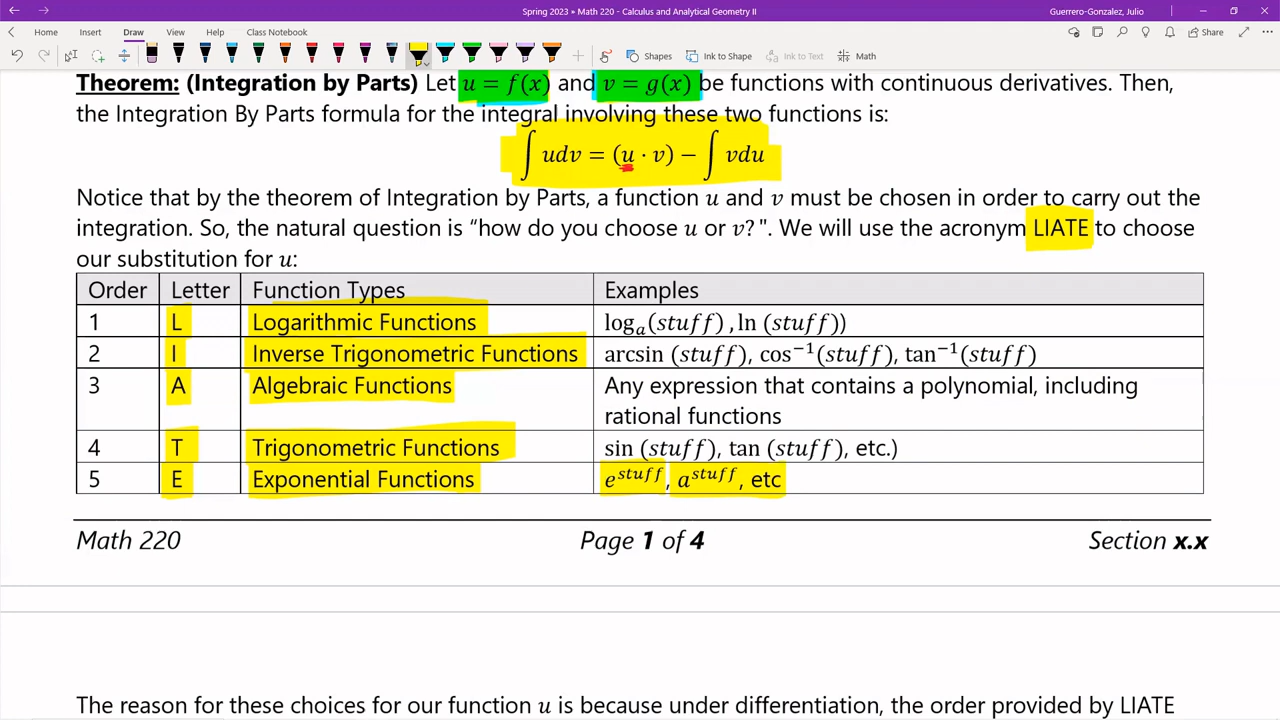 Spring 2023 » Math 220 - Calculus and Analytical Geometry II
Guerrero-Gonzalez, Julio
Home Insert Draw View Help Class Notebook
Share
Shapes Ink to Shape Ink to Text Math
Theorem: (Integration by Parts) Let u = f(x) and v = g(x) be functions with continuous derivatives. Then,
the Integration By Parts formula for the integral involving these two functions is:
∫ udv = (u · v) − ∫ vdu
Notice that by the theorem of Integration by Parts, a function u and v must be chosen in order to carry out the
integration. So, the natural question is “how do you choose u or v?". We will use the acronym LIATE to choose
our substitution for u:
Order Letter Function Types Examples
1 L Logarithmic Functions logₐ(stuff) , ln (stuff))
2 I Inverse Trigonometric Functions arcsin (stuff), cos⁻¹(stuff), tan⁻¹(stuff)
3 A Algebraic Functions Any expression that contains a polynomial, including
rational functions
4 T Trigonometric Functions sin (stuff), tan (stuff), etc.)
5 E Exponential Functions e^stuff, a^stuff, etc
Math 220 Page 1 of 4 Section x.x
The reason for these choices for our function u is because under differentiation, the order provided by LIATE